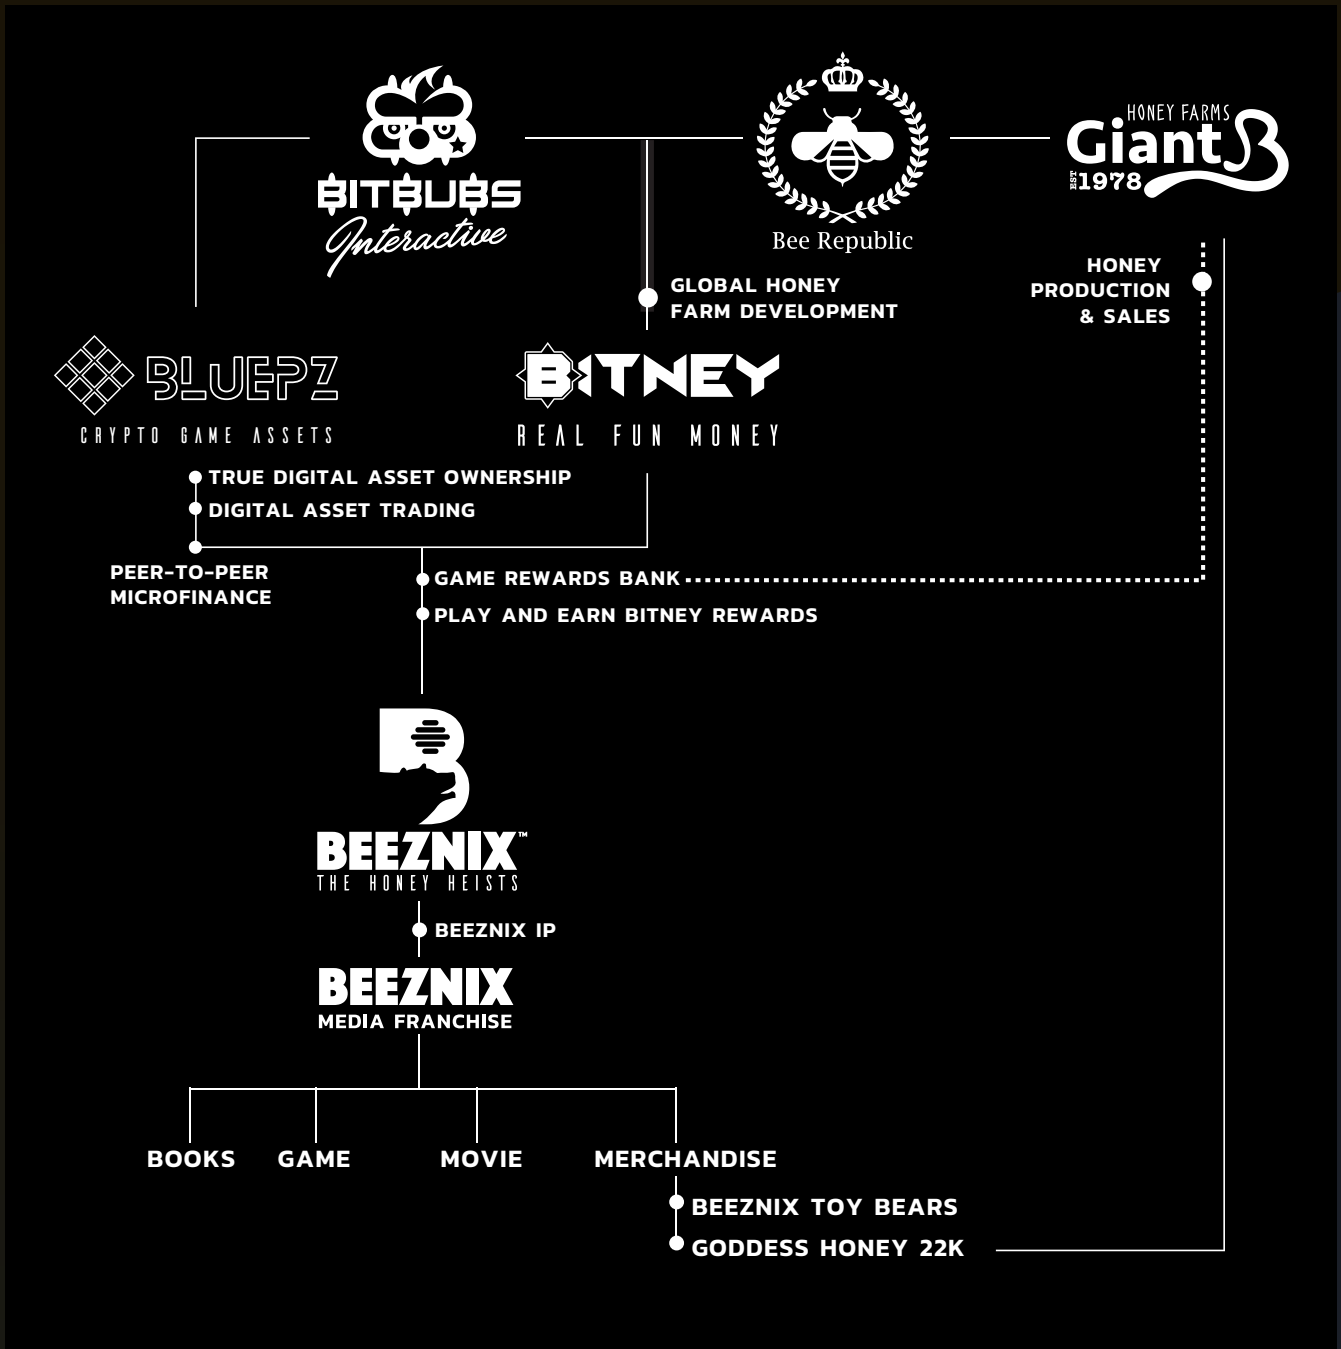 BITBUBS
Interactive
Bee Republic
HONEY FARMS
Giant B
EST 1978
GLOBAL HONEY
FARM DEVELOPMENT
HONEY
PRODUCTION
& SALES
BLUEPZ
CRYPTO GAME ASSETS
BITNEY
REAL FUN MONEY
TRUE DIGITAL ASSET OWNERSHIP
DIGITAL ASSET TRADING
PEER-TO-PEER
MICROFINANCE
GAME REWARDS BANK
PLAY AND EARN BITNEY REWARDS
B
BEEZNIX™
THE HONEY HEISTS
BEEZNIX IP
BEEZNIX
MEDIA FRANCHISE
BOOKS
GAME
MOVIE
MERCHANDISE
BEEZNIX TOY BEARS
GODDESS HONEY 22K